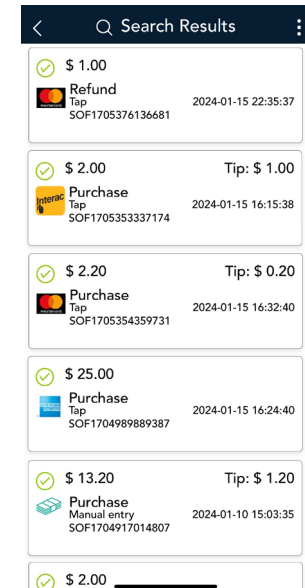 Search Results
$ 1.00
Refund
mastercard
Tap
2024-01-15 22:35:37
SOF1705376136681
$ 2.00 Tip: $ 1.00
Interac
Purchase
Tap
2024-01-15 16:15:38
SOF1705353337174
$ 2.20 Tip: $ 0.20
Purchase
mastercard
Tap
2024-01-15 16:32:40
SOF1705354359731
$ 25.00
Purchase
Tap
2024-01-15 16:24:40
SOF1704989889387
$ 13.20 Tip: $ 1.20
Purchase
Manual entry
2024-01-10 15:03:35
SOF1704917014807
$ 2.00